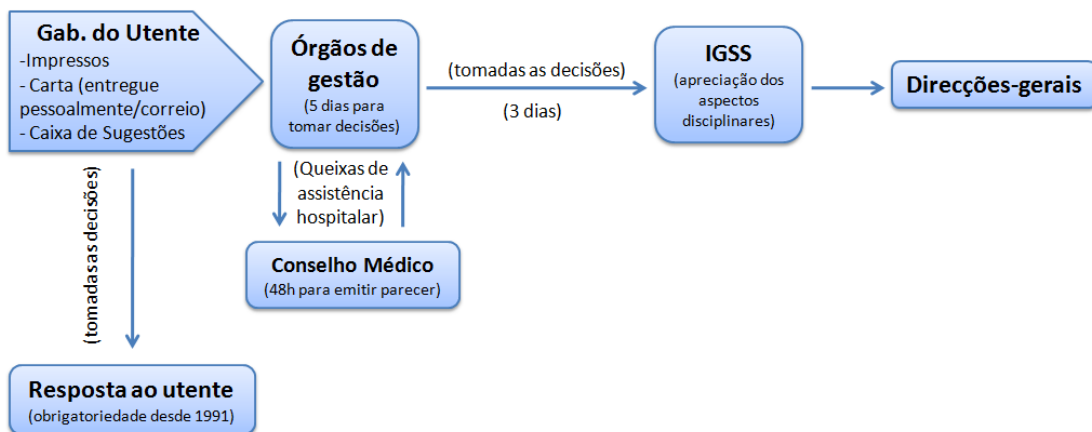 Gab. do Utente
-Impressos
- Carta (entregue
pessoalmente/correio)
- Caixa de Sugestões
Órgãos de
gestão
(5 dias para
tomar decisões)
(tomadas as decisões)
(3 dias)
IGSS
(apreciação dos
aspectos
disciplinares)
Direcções-gerais
(Queixas de
assistência
hospitalar)
Conselho Médico
(48h para emitir parecer)
(tomadas as decisões)
Resposta ao utente
(obrigatoriedade desde 1991)